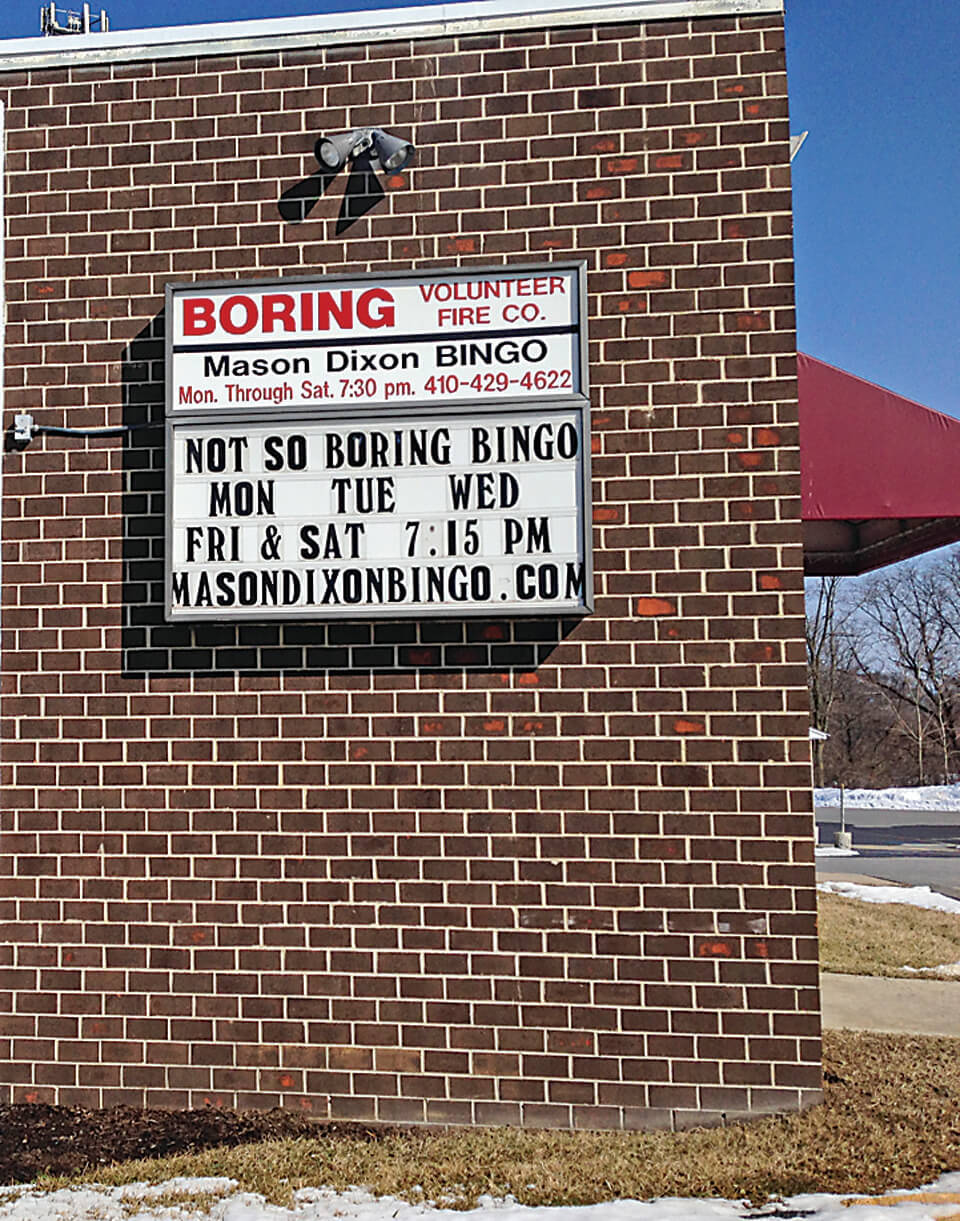 BORING VOLUNTEER FIRE CO.
Mason Dixon BINGO
Mon. Through Sat. 7:30 pm. 410-429-4622
NOT SO BORING BINGO
MON TUE WED
FRI & SAT 7:15 PM
MASONDIXONBINGO.COM